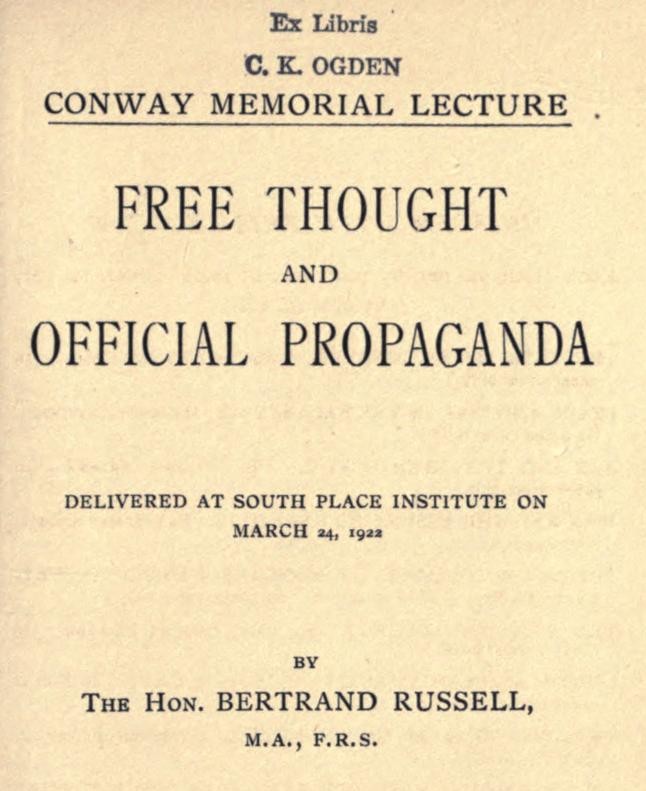 Ex Libris
C. K. OGDEN
CONWAY MEMORIAL LECTURE
FREE THOUGHT
AND
OFFICIAL PROPAGANDA
DELIVERED AT SOUTH PLACE INSTITUTE ON
MARCH 24, 1922
BY
THE HON. BERTRAND RUSSELL,
M.A., F.R.S.